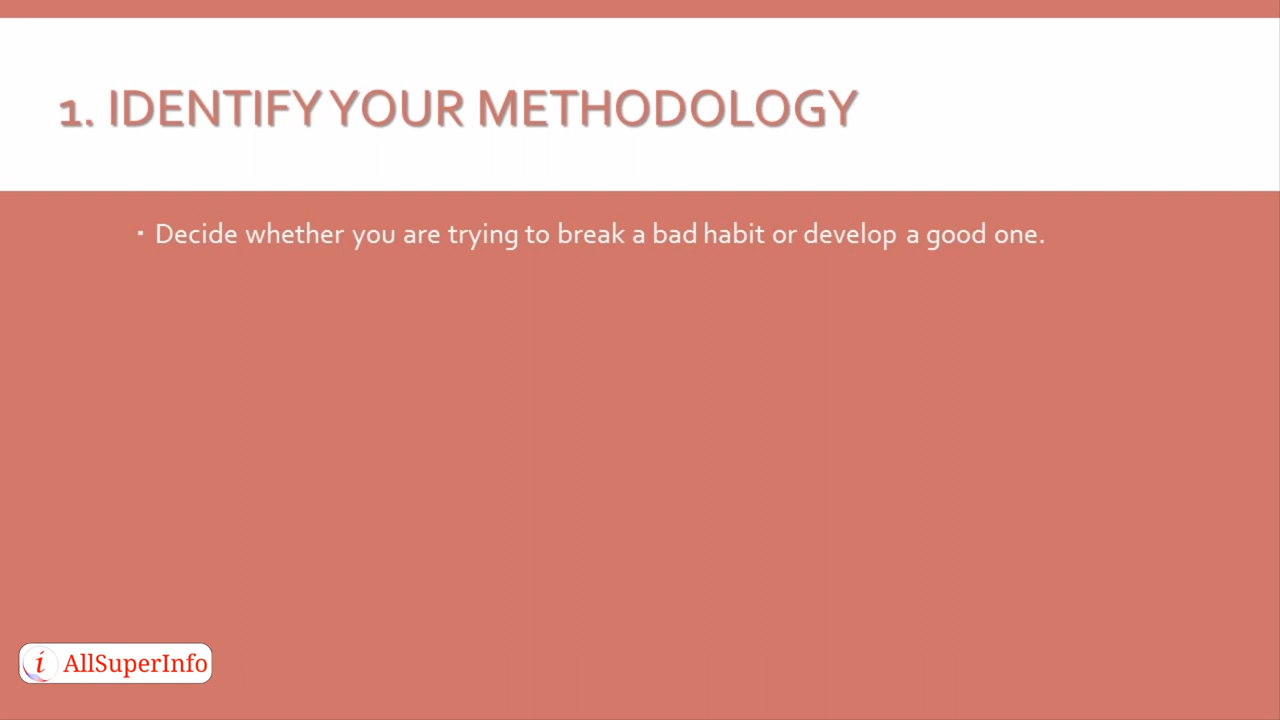 1. IDENTIFY YOUR METHODOLOGY
▪ Decide whether you are trying to break a bad habit or develop a good one.
i AllSuperInfo